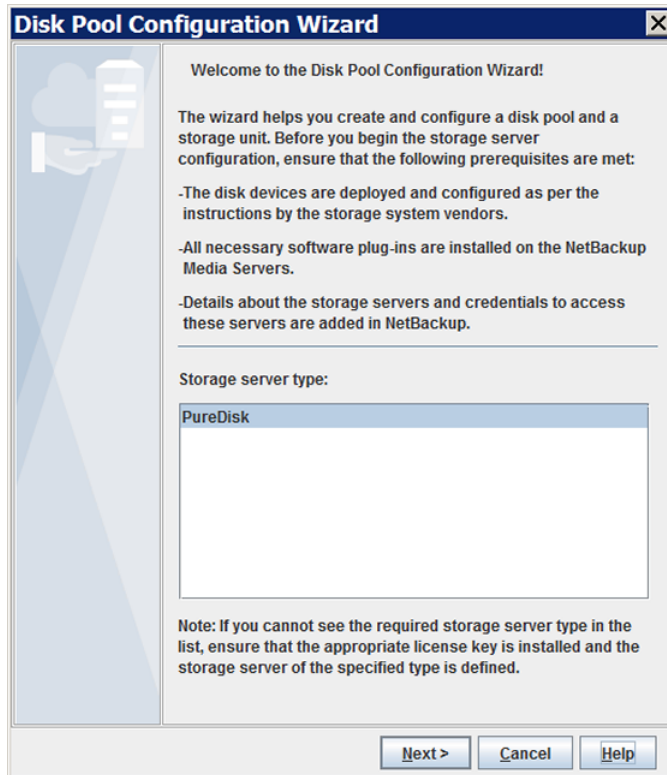 Disk Pool Configuration Wizard
Welcome to the Disk Pool Configuration Wizard!
The wizard helps you create and configure a disk pool and a
storage unit. Before you begin the storage server
configuration, ensure that the following prerequisites are met:
-The disk devices are deployed and configured as per the
instructions by the storage system vendors.
-All necessary software plug-ins are installed on the NetBackup
Media Servers.
-Details about the storage servers and credentials to access
these servers are added in NetBackup.
Storage server type:
PureDisk
Note: If you cannot see the required storage server type in the
list, ensure that the appropriate license key is installed and the
storage server of the specified type is defined.
Next >
Cancel
Help